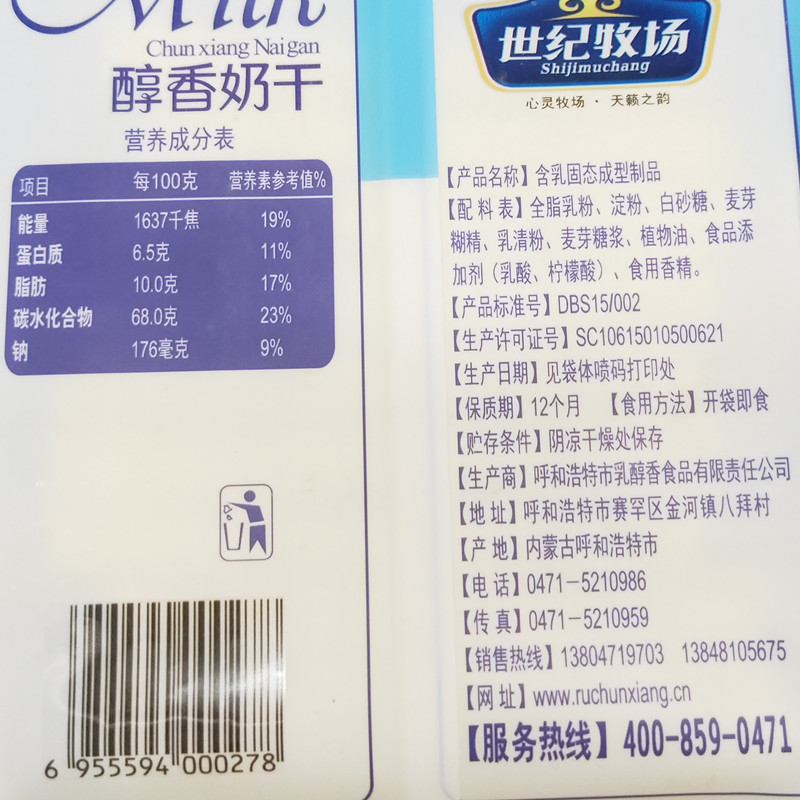 Milk
Chun xiang Nai gan
醇香奶干
营养成分表
项目 每100克 营养素参考值%
能量 1637千焦 19%
蛋白质 6.5克 11%
脂肪 10.0克 17%
碳水化合物 68.0克 23%
钠 176毫克 9%
6 955594 000278
世纪牧场
Shijimuchang
心灵牧场·天籁之韵
【产品名称】含乳固态成型制品
【配料表】全脂乳粉、淀粉、白砂糖、麦芽
糊精、乳清粉、麦芽糖浆、植物油、食品添
加剂（乳酸、柠檬酸）、食用香精。
【产品标准号】DBS15/002
【生产许可证号】SC10615010500621
【生产日期】见袋体喷码打印处
【保质期】12个月 【食用方法】开袋即食
【贮存条件】阴凉干燥处保存
【生产商】呼和浩特市乳醇香食品有限责任公司
【地址】呼和浩特市赛罕区金河镇八拜村
【产地】内蒙古呼和浩特市
【电话】0471－5210986
【传真】0471－5210959
【销售热线】13804719703 13848105675
【网址】www.ruchunxiang.cn
【服务热线】400-859-0471